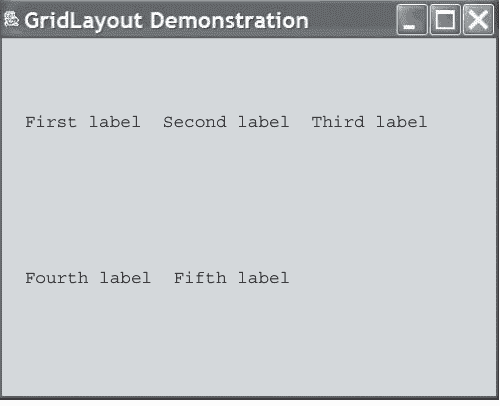 GridLayout Demonstration
First label Second label Third label
Fourth label Fifth label